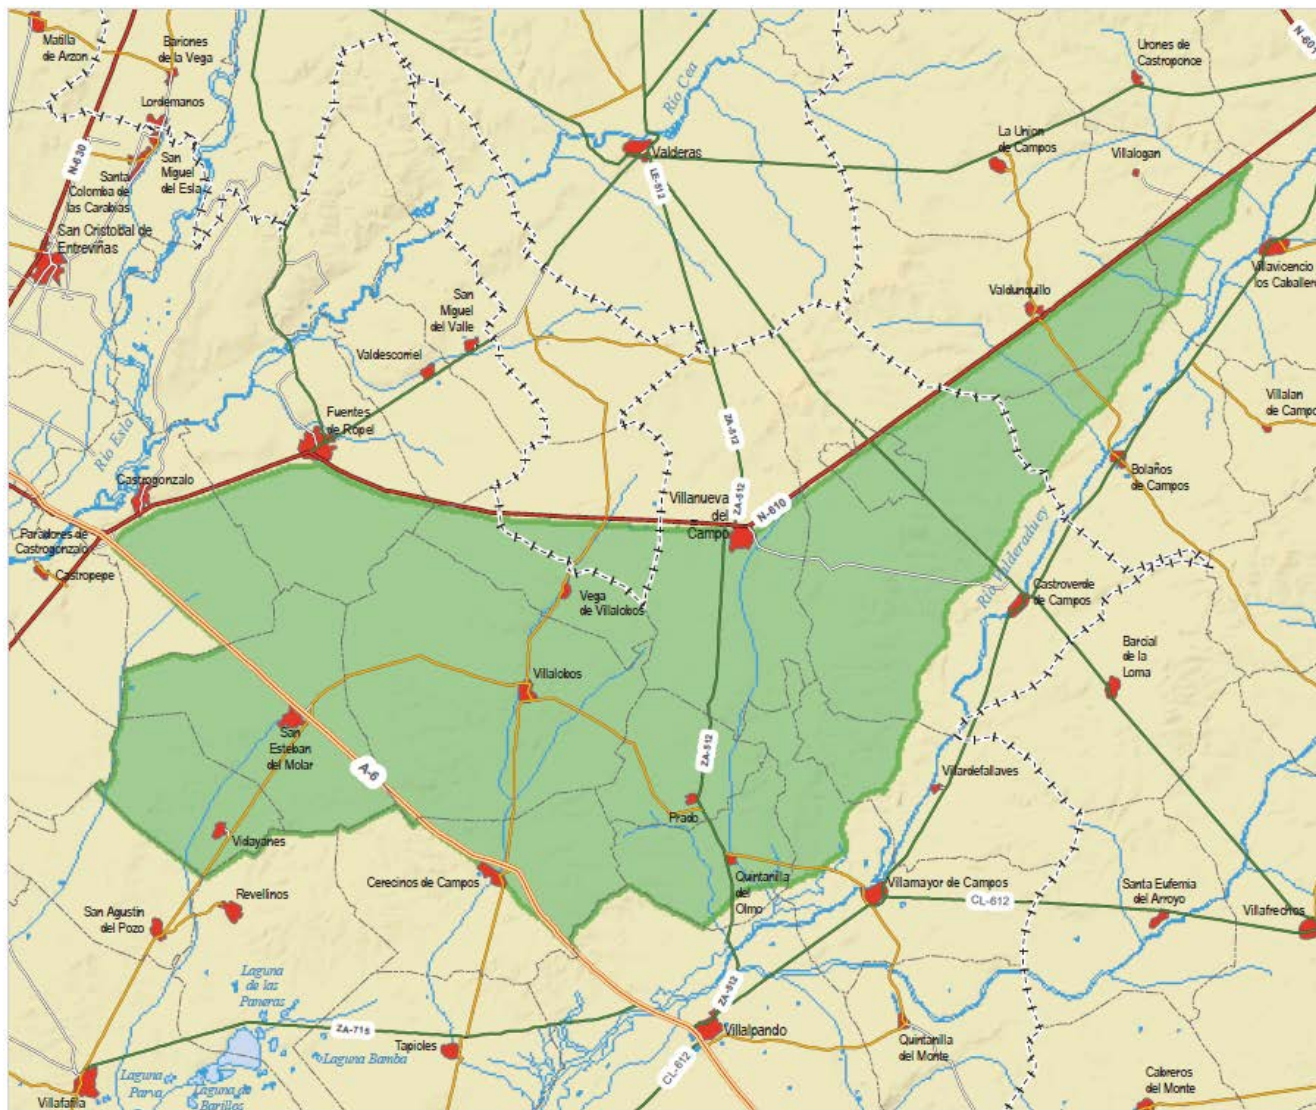 Matilla
de Arzon
Bariones
de la Vega
Lordemanos
N-630
San
Miguel
del Esla
Santa
Colomba de
las Carabias
San Cristobal de
Entreviñas
Río Esla
Río Cea
Valderas
LE-512
Urones de
Castroponce
N-601
La Union
de Campos
Villalogan
Villavicencio
los Caballero
Valdunquillo
San
Miguel
del Valle
Valdescorriel
Fuentes
de Ropel
Castrogonzalo
Paradores de
Castrogonzalo
Castropepe
ZA-512
ZA-512
N-610
Villanueva
del
Campo
Villalan
de Campo
Bolaños
de Campos
Río Valderaduey
Castroverde
de Campos
Barcial
de la
Loma
Vega
de Villalobos
Villalobos
San
Esteban
del Molar
A-6
ZA-512
Prado
Villardefallaves
Vidayanes
Revellinos
San Agustin
del Pozo
Cerecinos de Campos
Quintanilla
del
Olmo
Villamayor de Campos
CL-612
Santa Eufemia
del Arroyo
Villafrechos
Laguna
de las
Paneras
ZA-715
Laguna Bamba
Tapioles
ZA-512
Villalpando
CL-612
Quintanilla
del Monte
Cabreros
del Monte
Laguna
Parva
Laguna de
Barillos
Villafafila